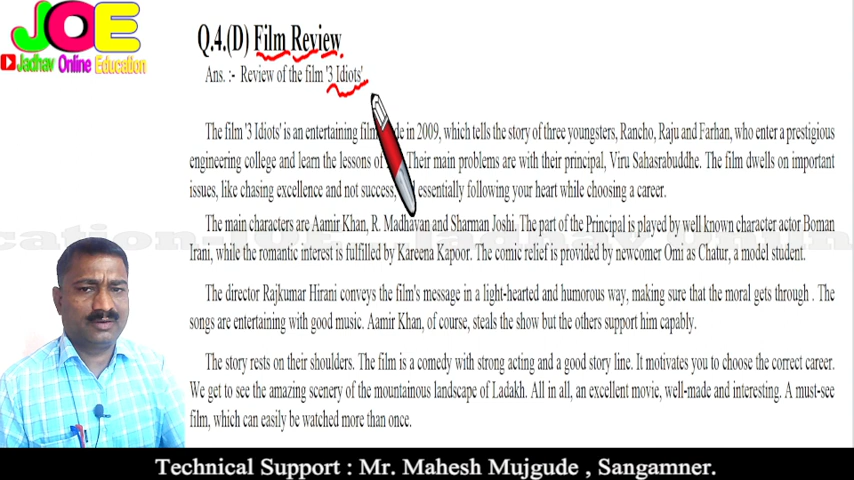 JOE
Jadhav Online Education
Q.4.(D) Film Review
Ans. :- Review of the film '3 Idiots'
The film '3 Idiots' is an entertaining film in 2009, which tells the story of three youngsters, Rancho, Raju and Farhan, who enter a prestigious
engineering college and learn the lessons of Their main problems are with their principal, Viru Sahasrabuddhe. The film dwells on important
issues, like chasing excellence and not success, essentially following your heart while choosing a career.
The main characters are Aamir Khan, R. Madhavan and Sharman Joshi. The part of the Principal is played by well known character actor Boman
Irani, while the romantic interest is fulfilled by Kareena Kapoor. The comic relief is provided by newcomer Omi as Chatur, a model student.
The director Rajkumar Hirani conveys the film's message in a light-hearted and humorous way, making sure that the moral gets through . The
songs are entertaining with good music. Aamir Khan, of course, steals the show but the others support him capably.
The story rests on their shoulders. The film is a comedy with strong acting and a good story line. It motivates you to choose the correct career.
We get to see the amazing scenery of the mountainous landscape of Ladakh. All in all, an excellent movie, well-made and interesting. A must-see
film, which can easily be watched more than once.
Technical Support : Mr. Mahesh Mujgude , Sangamner.